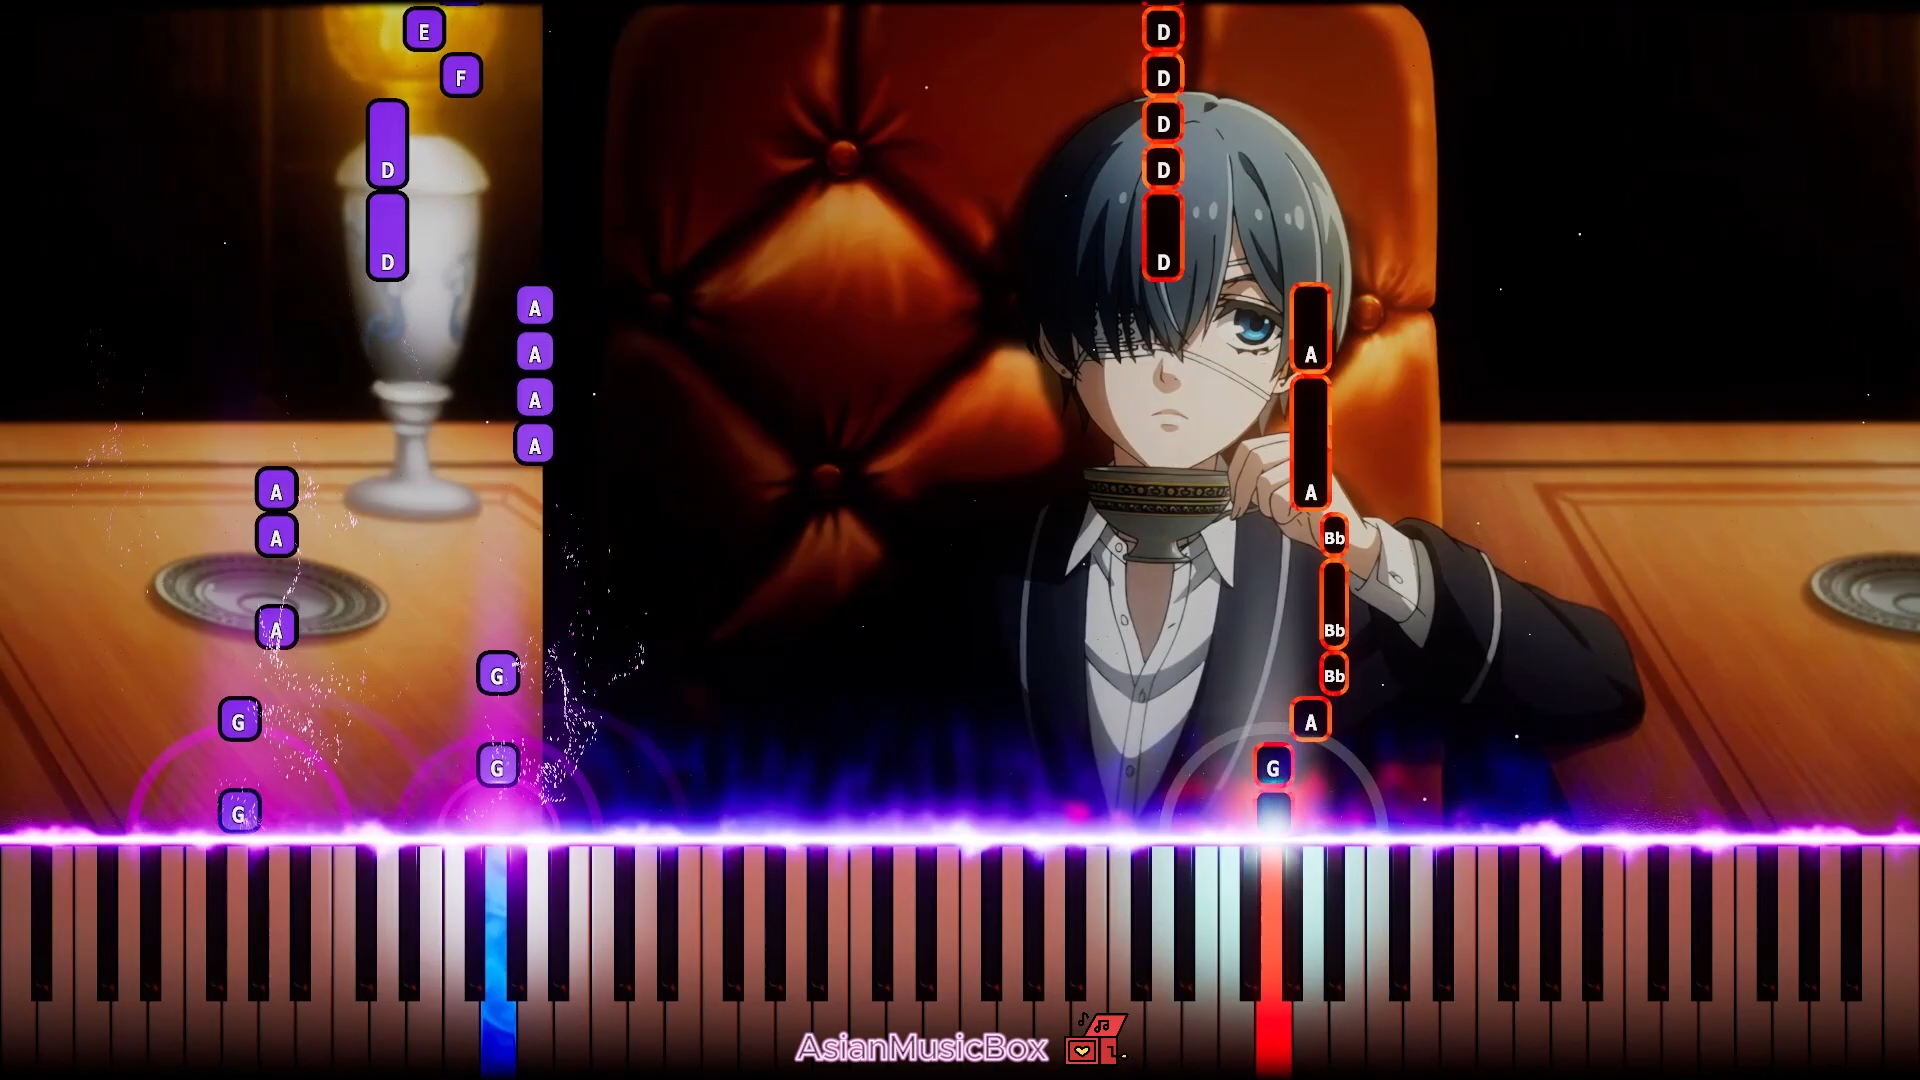 E D
F D
D
D D
D D
A
A A
A
A
A A
A Bb
A Bb
G Bb
G A
G G
G
AsianMusicBox